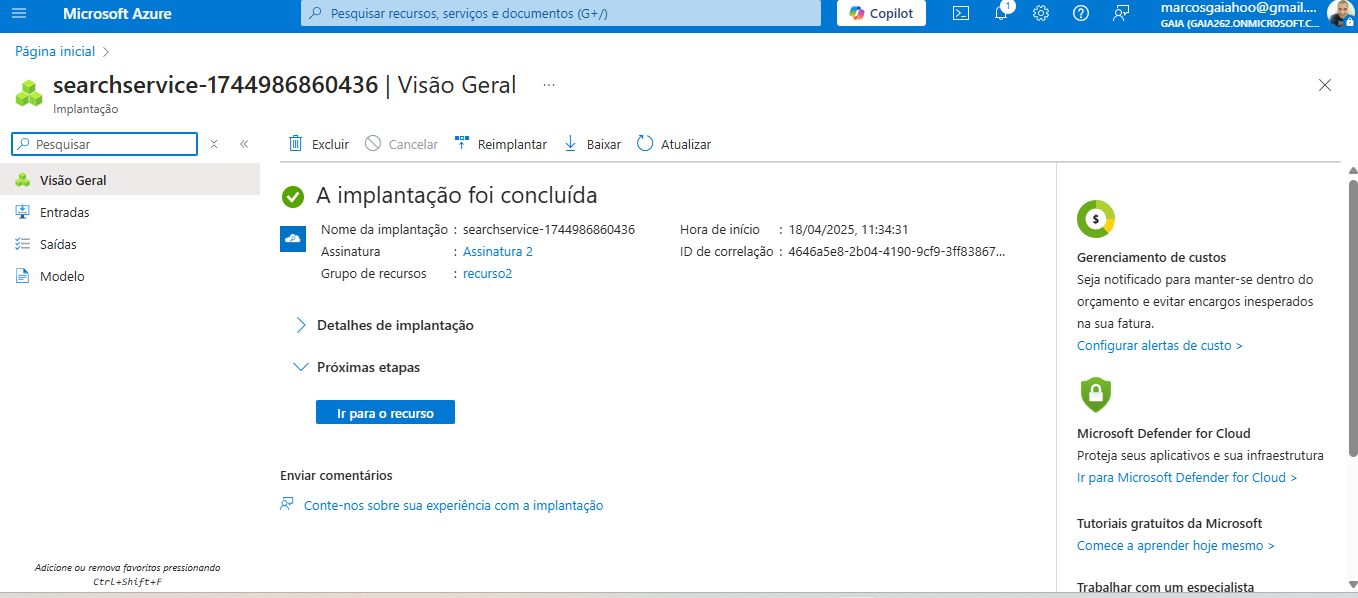 Microsoft Azure
Pesquisar recursos, serviços e documentos (G+/)
Copilot
1
marcosgaiahoo@gmail....
GAIA (GAIA262.ONMICROSOFT.C...
Página inicial >
searchservice-1744986860436 | Visão Geral ...
Implantação
Pesquisar
Excluir
Cancelar
Reimplantar
Baixar
Atualizar
Visão Geral
Entradas
Saídas
Modelo
A implantação foi concluída
Nome da implantação : searchservice-1744986860436
Assinatura : Assinatura 2
Grupo de recursos : recurso2
Hora de início : 18/04/2025, 11:34:31
ID de correlação : 4646a5e8-2b04-4190-9cf9-3ff83867...
Detalhes de implantação
Próximas etapas
Ir para o recurso
Enviar comentários
Conte-nos sobre sua experiência com a implantação
$
Gerenciamento de custos
Seja notificado para manter-se dentro do
orçamento e evitar encargos inesperados
na sua fatura.
Configurar alertas de custo >
Microsoft Defender for Cloud
Proteja seus aplicativos e sua infraestrutura
Ir para Microsoft Defender for Cloud >
Tutoriais gratuitos da Microsoft
Comece a aprender hoje mesmo >
Trabalhar com um especialista
Adicione ou remova favoritos pressionando
Ctrl+Shift+F